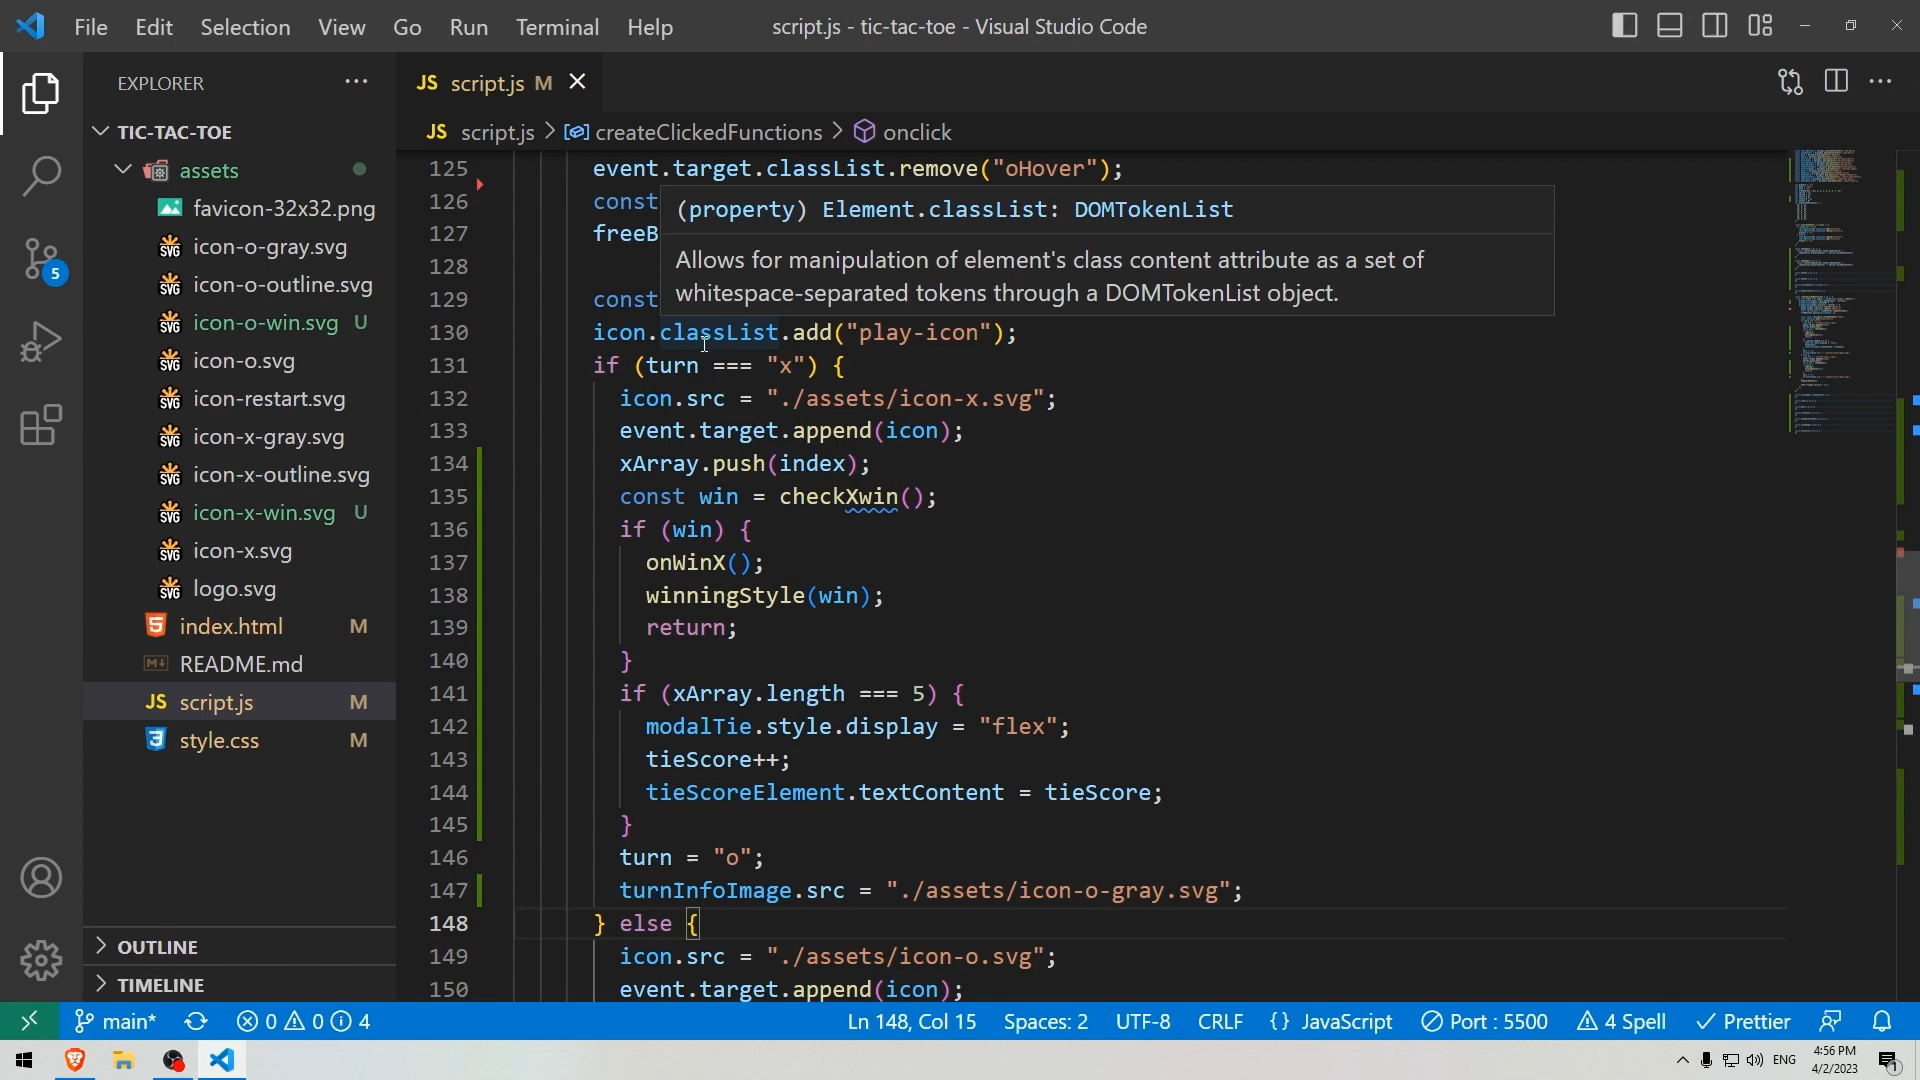 File Edit Selection View Go Run Terminal Help
script.js - tic-tac-toe - Visual Studio Code
EXPLORER
TIC-TAC-TOE
assets
favicon-32x32.png
icon-o-gray.svg
icon-o-outline.svg
icon-o-win.svg U
icon-o.svg
icon-restart.svg
icon-x-gray.svg
icon-x-outline.svg
icon-x-win.svg U
icon-x.svg
logo.svg
index.html M
README.md
JS script.js M
style.css M
OUTLINE
TIMELINE
5
JS script.js M
JS script.js > createClickedFunctions > onclick
125 event.target.classList.remove("oHover");
126 const
127 freeB
128
129 const
(property) Element.classList: DOMTokenList
Allows for manipulation of element's class content attribute as a set of
whitespace-separated tokens through a DOMTokenList object.
130 icon.classList.add("play-icon");
131 if (turn === "x") {
132 icon.src = "./assets/icon-x.svg";
133 event.target.append(icon);
134 xArray.push(index);
135 const win = checkXwin();
136 if (win) {
137 onWinX();
138 winningStyle(win);
139 return;
140 }
141 if (xArray.length === 5) {
142 modalTie.style.display = "flex";
143 tieScore++;
144 tieScoreElement.textContent = tieScore;
145 }
146 turn = "o";
147 turnInfoImage.src = "./assets/icon-o-gray.svg";
148 } else {
149 icon.src = "./assets/icon-o.svg";
150 event.target.append(icon);
main* 0 0 4 Ln 148, Col 15 Spaces: 2 UTF-8 CRLF {} JavaScript Port : 5500 4 Spell Prettier
ENG
4:56 PM
4/2/2023
1